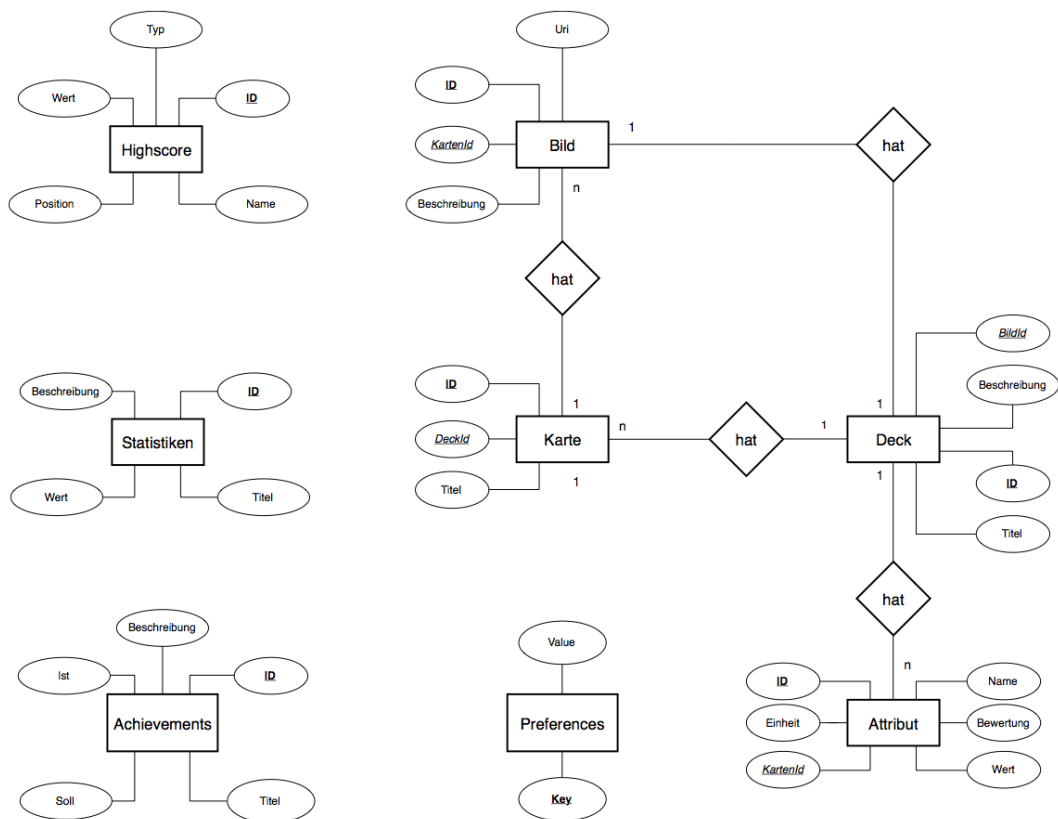 Typ
Wert
ID
Highscore
Position
Name
Uri
ID
KartenId
Bild
Beschreibung
1
hat
n
hat
1
ID
DeckId
Karte
Titel
n
1
hat
1
1
BildId
Beschreibung
Deck
1
ID
Titel
hat
n
Beschreibung
ID
Statistiken
Wert
Titel
Beschreibung
Ist
ID
Achievements
Soll
Titel
Value
Preferences
Key
ID
Name
Einheit
Attribut
Bewertung
KartenId
Wert